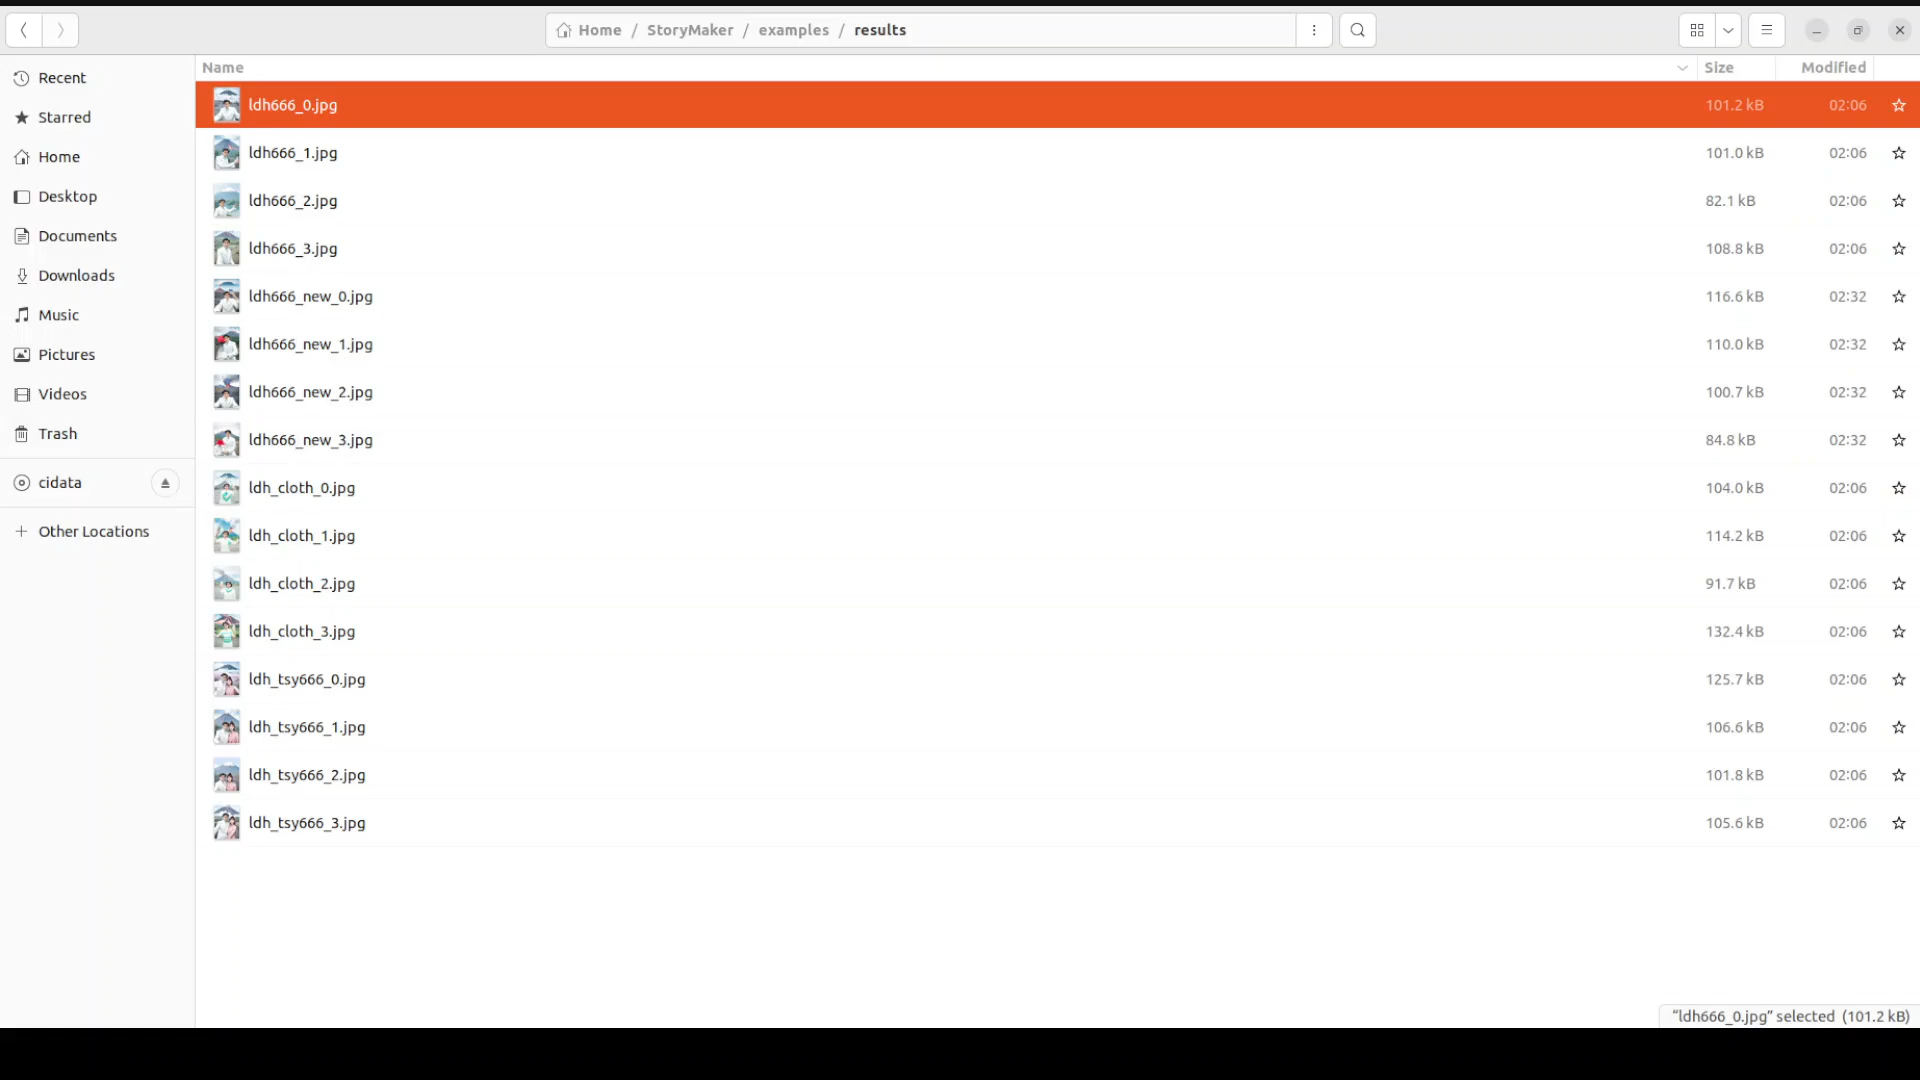 Home / StoryMaker / examples / results
Recent
Starred
Home
Desktop
Documents
Downloads
Music
Pictures
Videos
Trash
cidata
Other Locations
Name Size Modified
ldh666_0.jpg 101.2 kB 02:06
ldh666_1.jpg 101.0 kB 02:06
ldh666_2.jpg 82.1 kB 02:06
ldh666_3.jpg 108.8 kB 02:06
ldh666_new_0.jpg 116.6 kB 02:32
ldh666_new_1.jpg 110.0 kB 02:32
ldh666_new_2.jpg 100.7 kB 02:32
ldh666_new_3.jpg 84.8 kB 02:32
ldh_cloth_0.jpg 104.0 kB 02:06
ldh_cloth_1.jpg 114.2 kB 02:06
ldh_cloth_2.jpg 91.7 kB 02:06
ldh_cloth_3.jpg 132.4 kB 02:06
ldh_tsy666_0.jpg 125.7 kB 02:06
ldh_tsy666_1.jpg 106.6 kB 02:06
ldh_tsy666_2.jpg 101.8 kB 02:06
ldh_tsy666_3.jpg 105.6 kB 02:06
“ldh666_0.jpg” selected (101.2 kB)